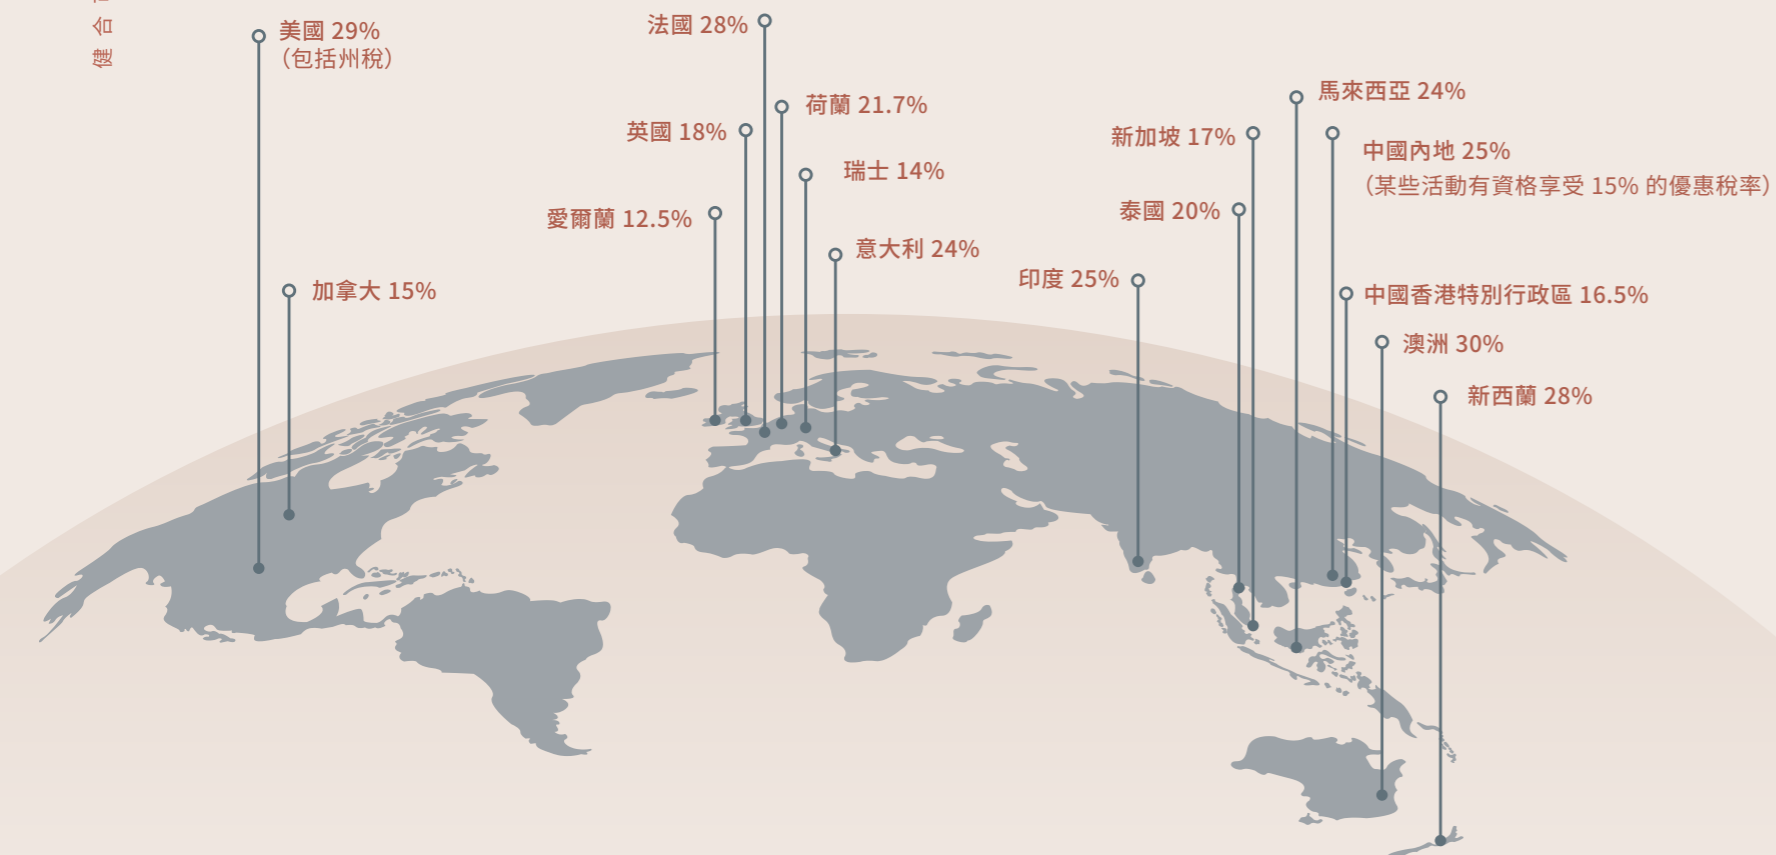 健合
美國 29%
（包括州稅）
加拿大 15%
法國 28%
荷蘭 21.7%
英國 18%
瑞士 14%
愛爾蘭 12.5%
意大利 24%
馬來西亞 24%
新加坡 17%
中國內地 25%
（某些活動有資格享受 15% 的優惠稅率）
泰國 20%
印度 25%
中國香港特別行政區 16.5%
澳洲 30%
新西蘭 28%